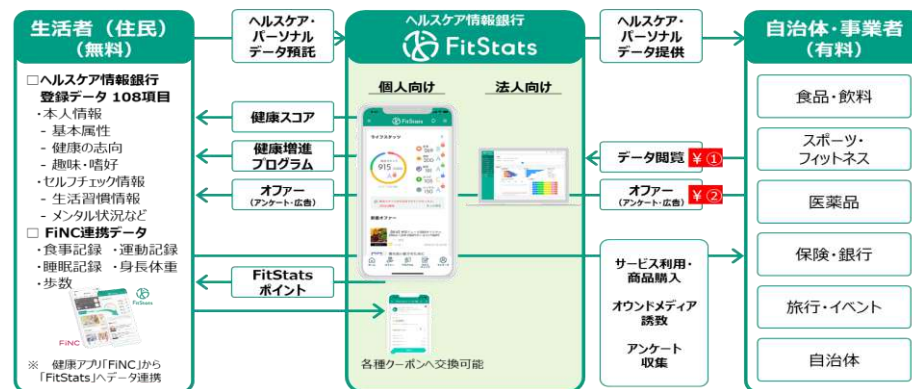 生活者（住民）
（無料）
□ヘルスケア情報銀行
登録データ 108項目
・本人情報
- 基本属性
- 健康の志向
- 趣味・嗜好
・セルフチェック情報
- 生活習慣情報
- メンタル状況など
□ FiNC連携データ
・食事記録 ・運動記録
・睡眠記録 ・身長体重
・歩数
FitStats
FiNC
※ 健康アプリ「FiNC」から
「FitStats」へデータ連携
ヘルスケア・
パーソナル
データ預託
健康スコア
健康増進
プログラム
オファー
（アンケート・広告）
FitStats
ポイント
ヘルスケア情報銀行
FitStats
個人向け
法人向け
FitStats
ライフスタッツ
915
各種クーポンへ交換可能
ヘルスケア・
パーソナル
データ提供
データ閲覧 ¥ ①
オファー ¥ ②
（アンケート・広告）
サービス利用・
商品購入
オウンドメディア
誘致
アンケート
収集
自治体・事業者
（有料）
食品・飲料
スポーツ・
フィットネス
医薬品
保険・銀行
旅行・イベント
自治体